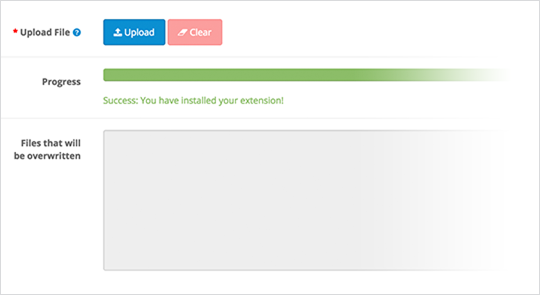 * Upload File ?
Upload
Clear
Progress
Success: You have installed your extension!
Files that will
be overwritten